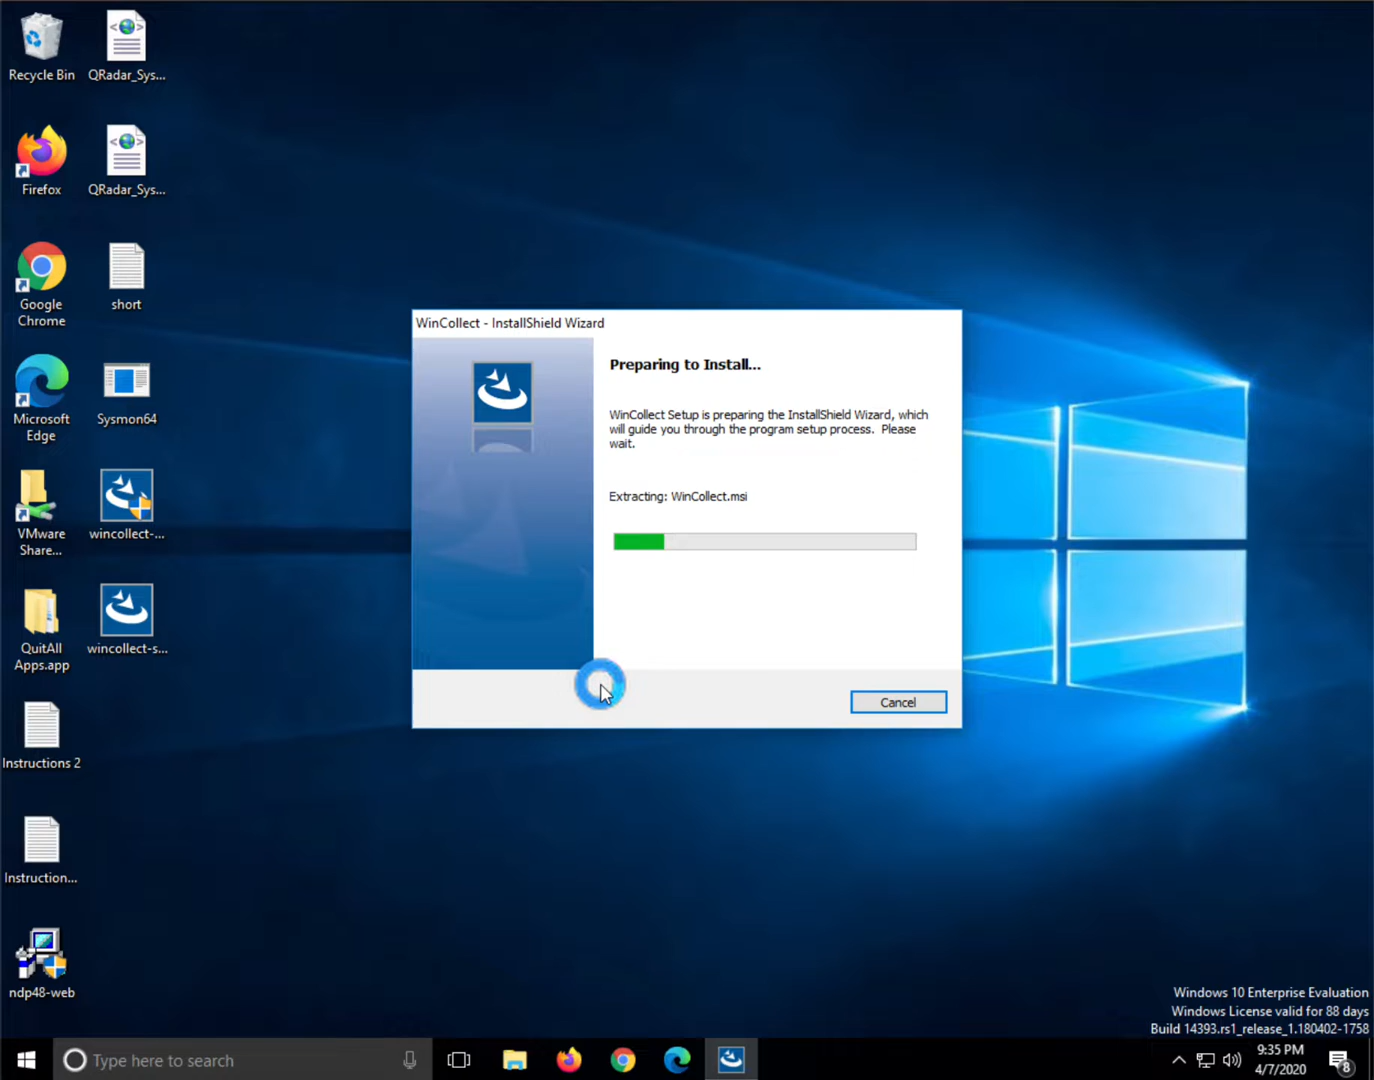 Recycle Bin
QRadar_Sys...
Firefox
QRadar_Sys...
Google
Chrome
short
Microsoft
Edge
Sysmon64
VMware
Share...
wincollect-...
QuitAll
Apps.app
wincollect-s...
Instructions 2
Instruction...
ndp48-web
WinCollect - InstallShield Wizard
Preparing to Install...
WinCollect Setup is preparing the InstallShield Wizard, which
will guide you through the program setup process. Please
wait.
Extracting: WinCollect.msi
Cancel
Windows 10 Enterprise Evaluation
Windows License valid for 88 days
Build 14393.rs1_release_1.180402-1758
Type here to search
9:35 PM
4/7/2020
8